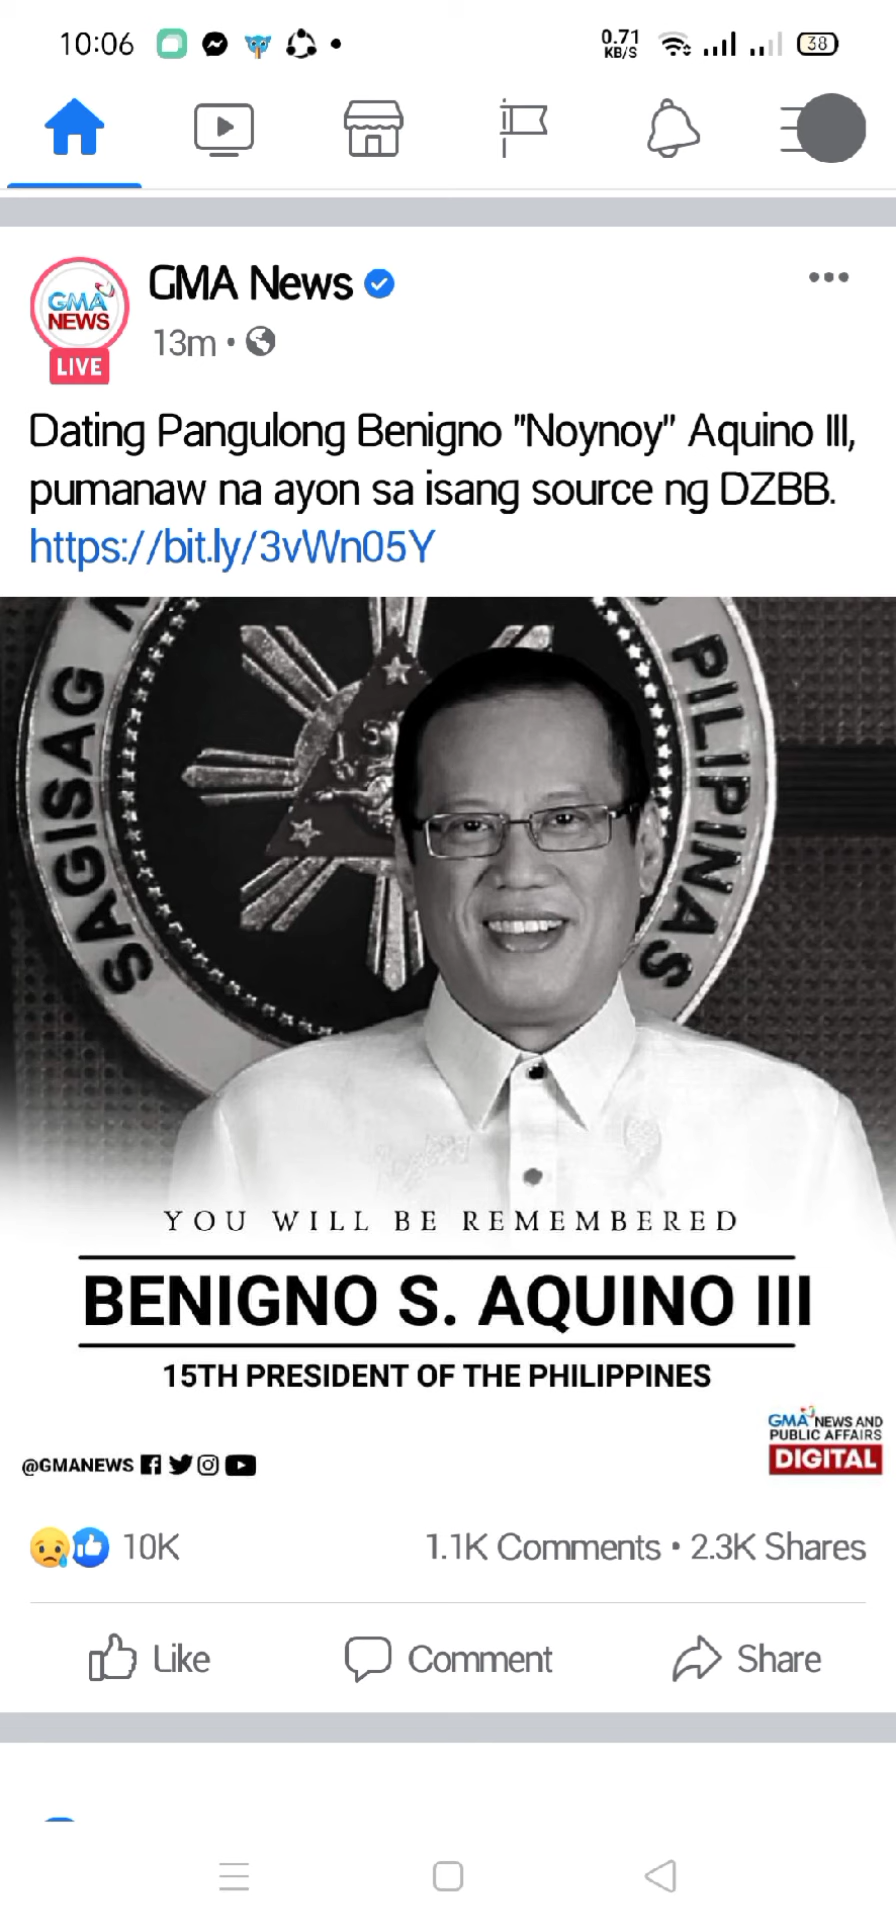 10:06
0.71
KB/S
38
GMA News
GMA
NEWS
LIVE
13m •
Dating Pangulong Benigno "Noynoy" Aquino III,
pumanaw na ayon sa isang source ng DZBB.
https://bit.ly/3vWn05Y
SAGISAG
PILIPINAS
YOU WILL BE REMEMBERED
BENIGNO S. AQUINO III
15TH PRESIDENT OF THE PHILIPPINES
GMA NEWS AND
PUBLIC AFFAIRS
DIGITAL
@GMANEWS
10K
1.1K Comments • 2.3K Shares
Like
Comment
Share